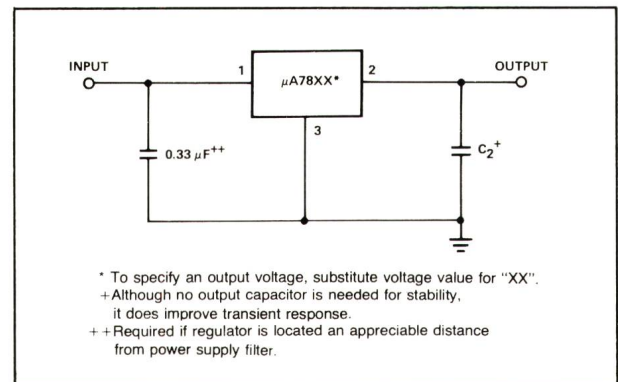 INPUT
1
μA78XX*
2
OUTPUT
3
0.33 μF++
C2+
* To specify an output voltage, substitute voltage value for "XX".
+Although no output capacitor is needed for stability,
it does improve transient response.
++Required if regulator is located an appreciable distance
from power supply filter.